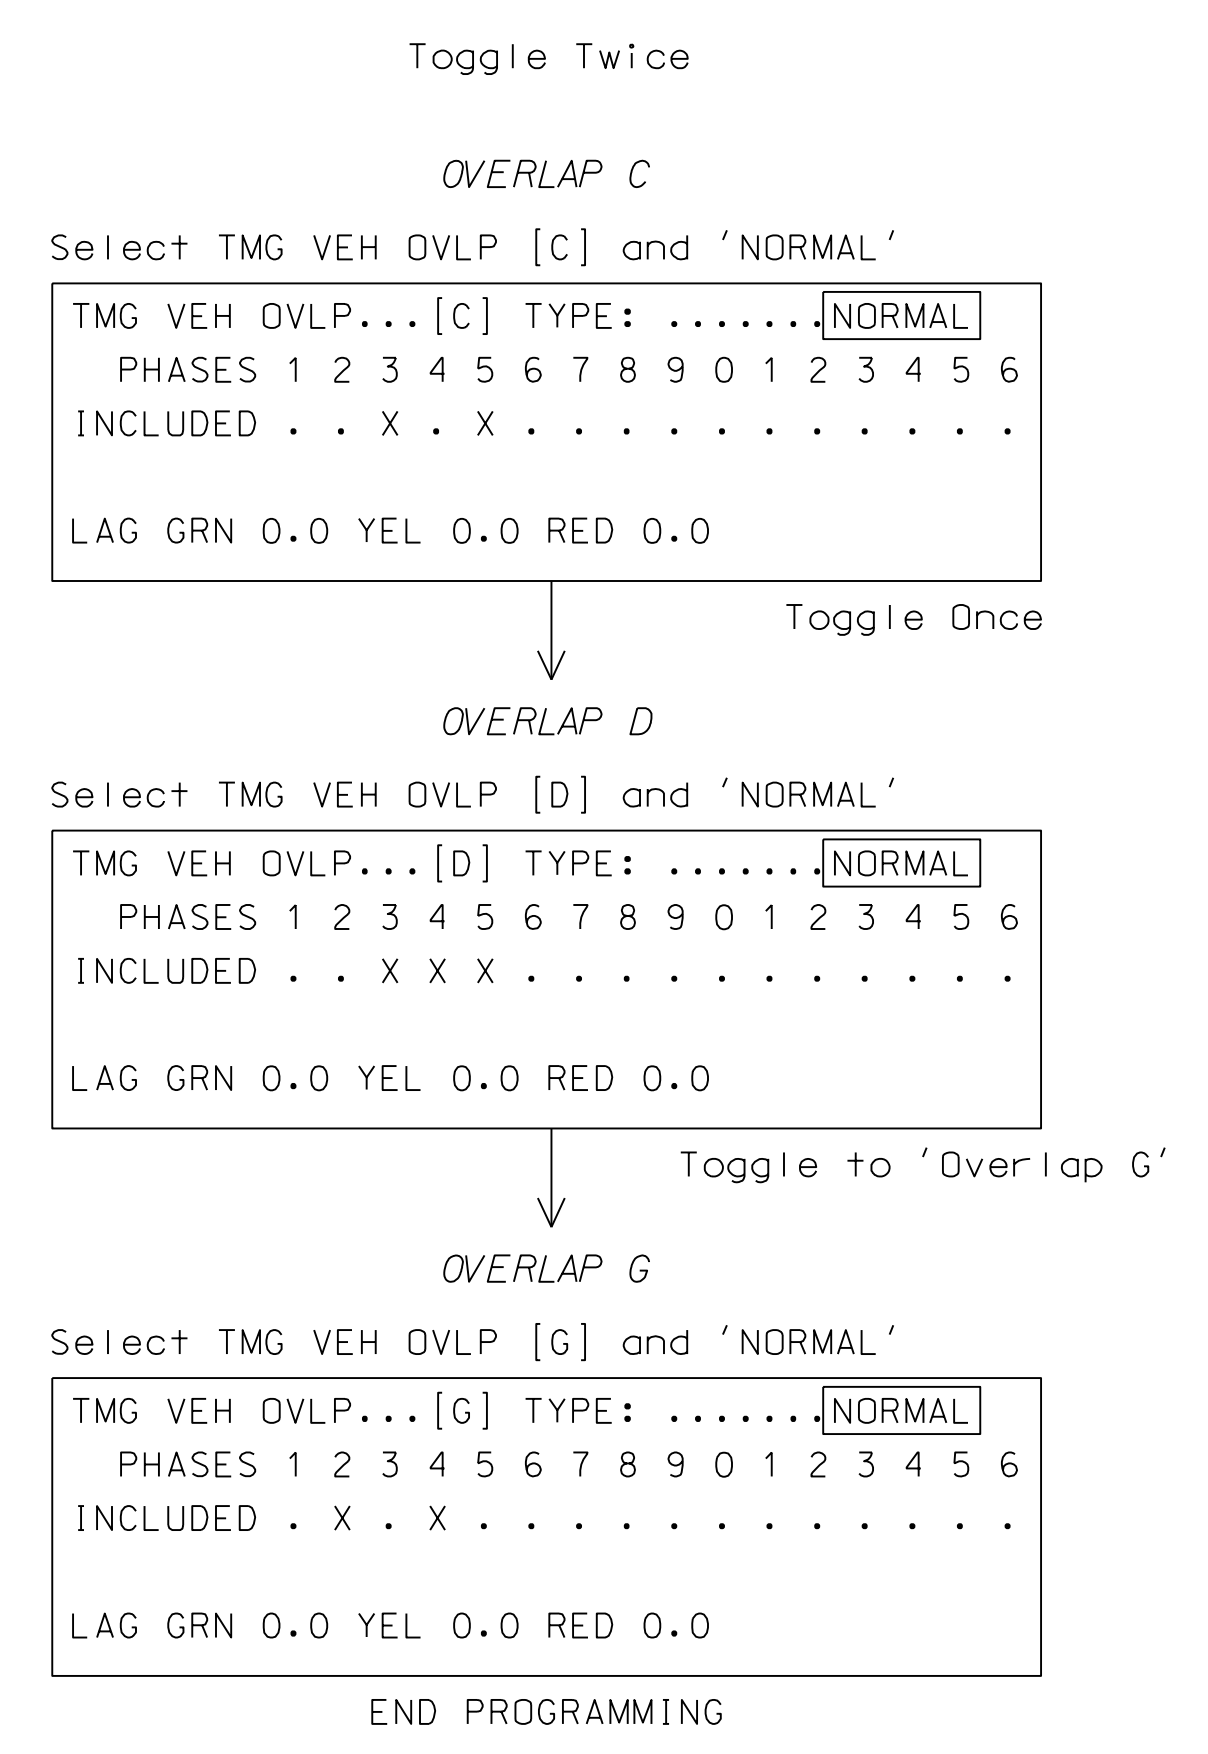 Toggle Twice
OVERLAP C
Select TMG VEH OVLP [C] and 'NORMAL'
TMG VEH OVLP...[C] TYPE: .......NORMAL
PHASES 1 2 3 4 5 6 7 8 9 0 1 2 3 4 5 6
INCLUDED . . X . X . . . . . . . . . . .
LAG GRN 0.0 YEL 0.0 RED 0.0
Toggle Once
OVERLAP D
Select TMG VEH OVLP [D] and 'NORMAL'
TMG VEH OVLP...[D] TYPE: .......NORMAL
PHASES 1 2 3 4 5 6 7 8 9 0 1 2 3 4 5 6
INCLUDED . . X X X . . . . . . . . . . .
LAG GRN 0.0 YEL 0.0 RED 0.0
Toggle to 'Overlap G'
OVERLAP G
Select TMG VEH OVLP [G] and 'NORMAL'
TMG VEH OVLP...[G] TYPE: .......NORMAL
PHASES 1 2 3 4 5 6 7 8 9 0 1 2 3 4 5 6
INCLUDED . X . X . . . . . . . . . . . .
LAG GRN 0.0 YEL 0.0 RED 0.0
END PROGRAMMING